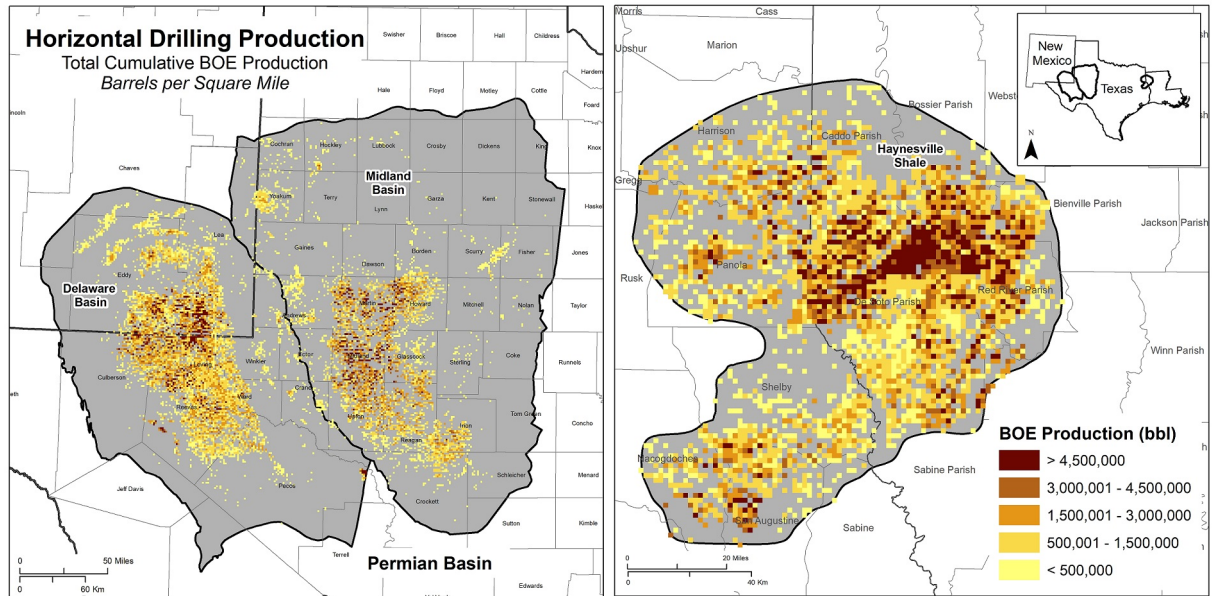 Horizontal Drilling Production
Total Cumulative BOE Production
Barrels per Square Mile
Swisher
Briscoe
Hall
Childress
Hale
Floyd
Motley
Cottle
Foard
Chaves
Cochran
Hockley
Lubbock
Crosby
Dickens
King
Knox
Midland
Basin
Yoakum
Terry
Lynn
Garza
Kent
Stonewall
Haskel
Lea
Gaines
Dawson
Borden
Scurry
Fisher
Jones
Eddy
Delaware
Basin
Martin
Howard
Mitchell
Nolan
Taylor
Andrews
Loving
Winkler
Ector
Midland
Glasscock
Sterling
Coke
Runnels
Culberson
Ward
Crane
Reeves
Upton
Reagan
Irion
Tom Green
Concho
Jeff Davis
Pecos
Schleicher
Menard
Crockett
Sutton
Kimble
Terrell
Edwards
Permian Basin
0
50 Miles
0
60 Km
Morris
Cass
Upshur
Marion
Harrison
Caddo Parish
Bossier Parish
Haynesville
Shale
Gregg
Bienville Parish
Jackson Parish
Rusk
Panola
De Soto Parish
Red River Parish
Winn Parish
Shelby
Nacogdoches
San Augustine
Sabine
Sabine Parish
New
Mexico
Texas
N
BOE Production (bbl)
> 4,500,000
3,000,001 - 4,500,000
1,500,001 - 3,000,000
500,001 - 1,500,000
< 500,000
0
20 Miles
0
40 Km